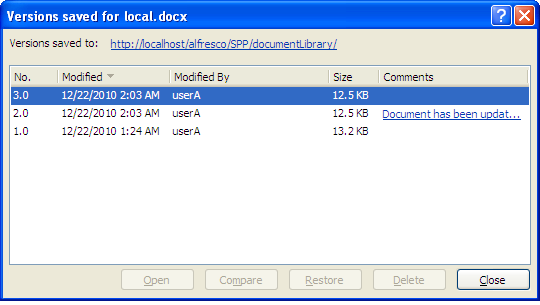 Versions saved for local.docx
Versions saved to: http://localhost/alfresco/SPP/documentLibrary/
No. Modified Modified By Size Comments
3.0 12/22/2010 2:03 AM userA 12.5 KB
2.0 12/22/2010 2:03 AM userA 12.5 KB Document has been updat...
1.0 12/22/2010 1:24 AM userA 13.2 KB
Open Compare Restore Delete Close